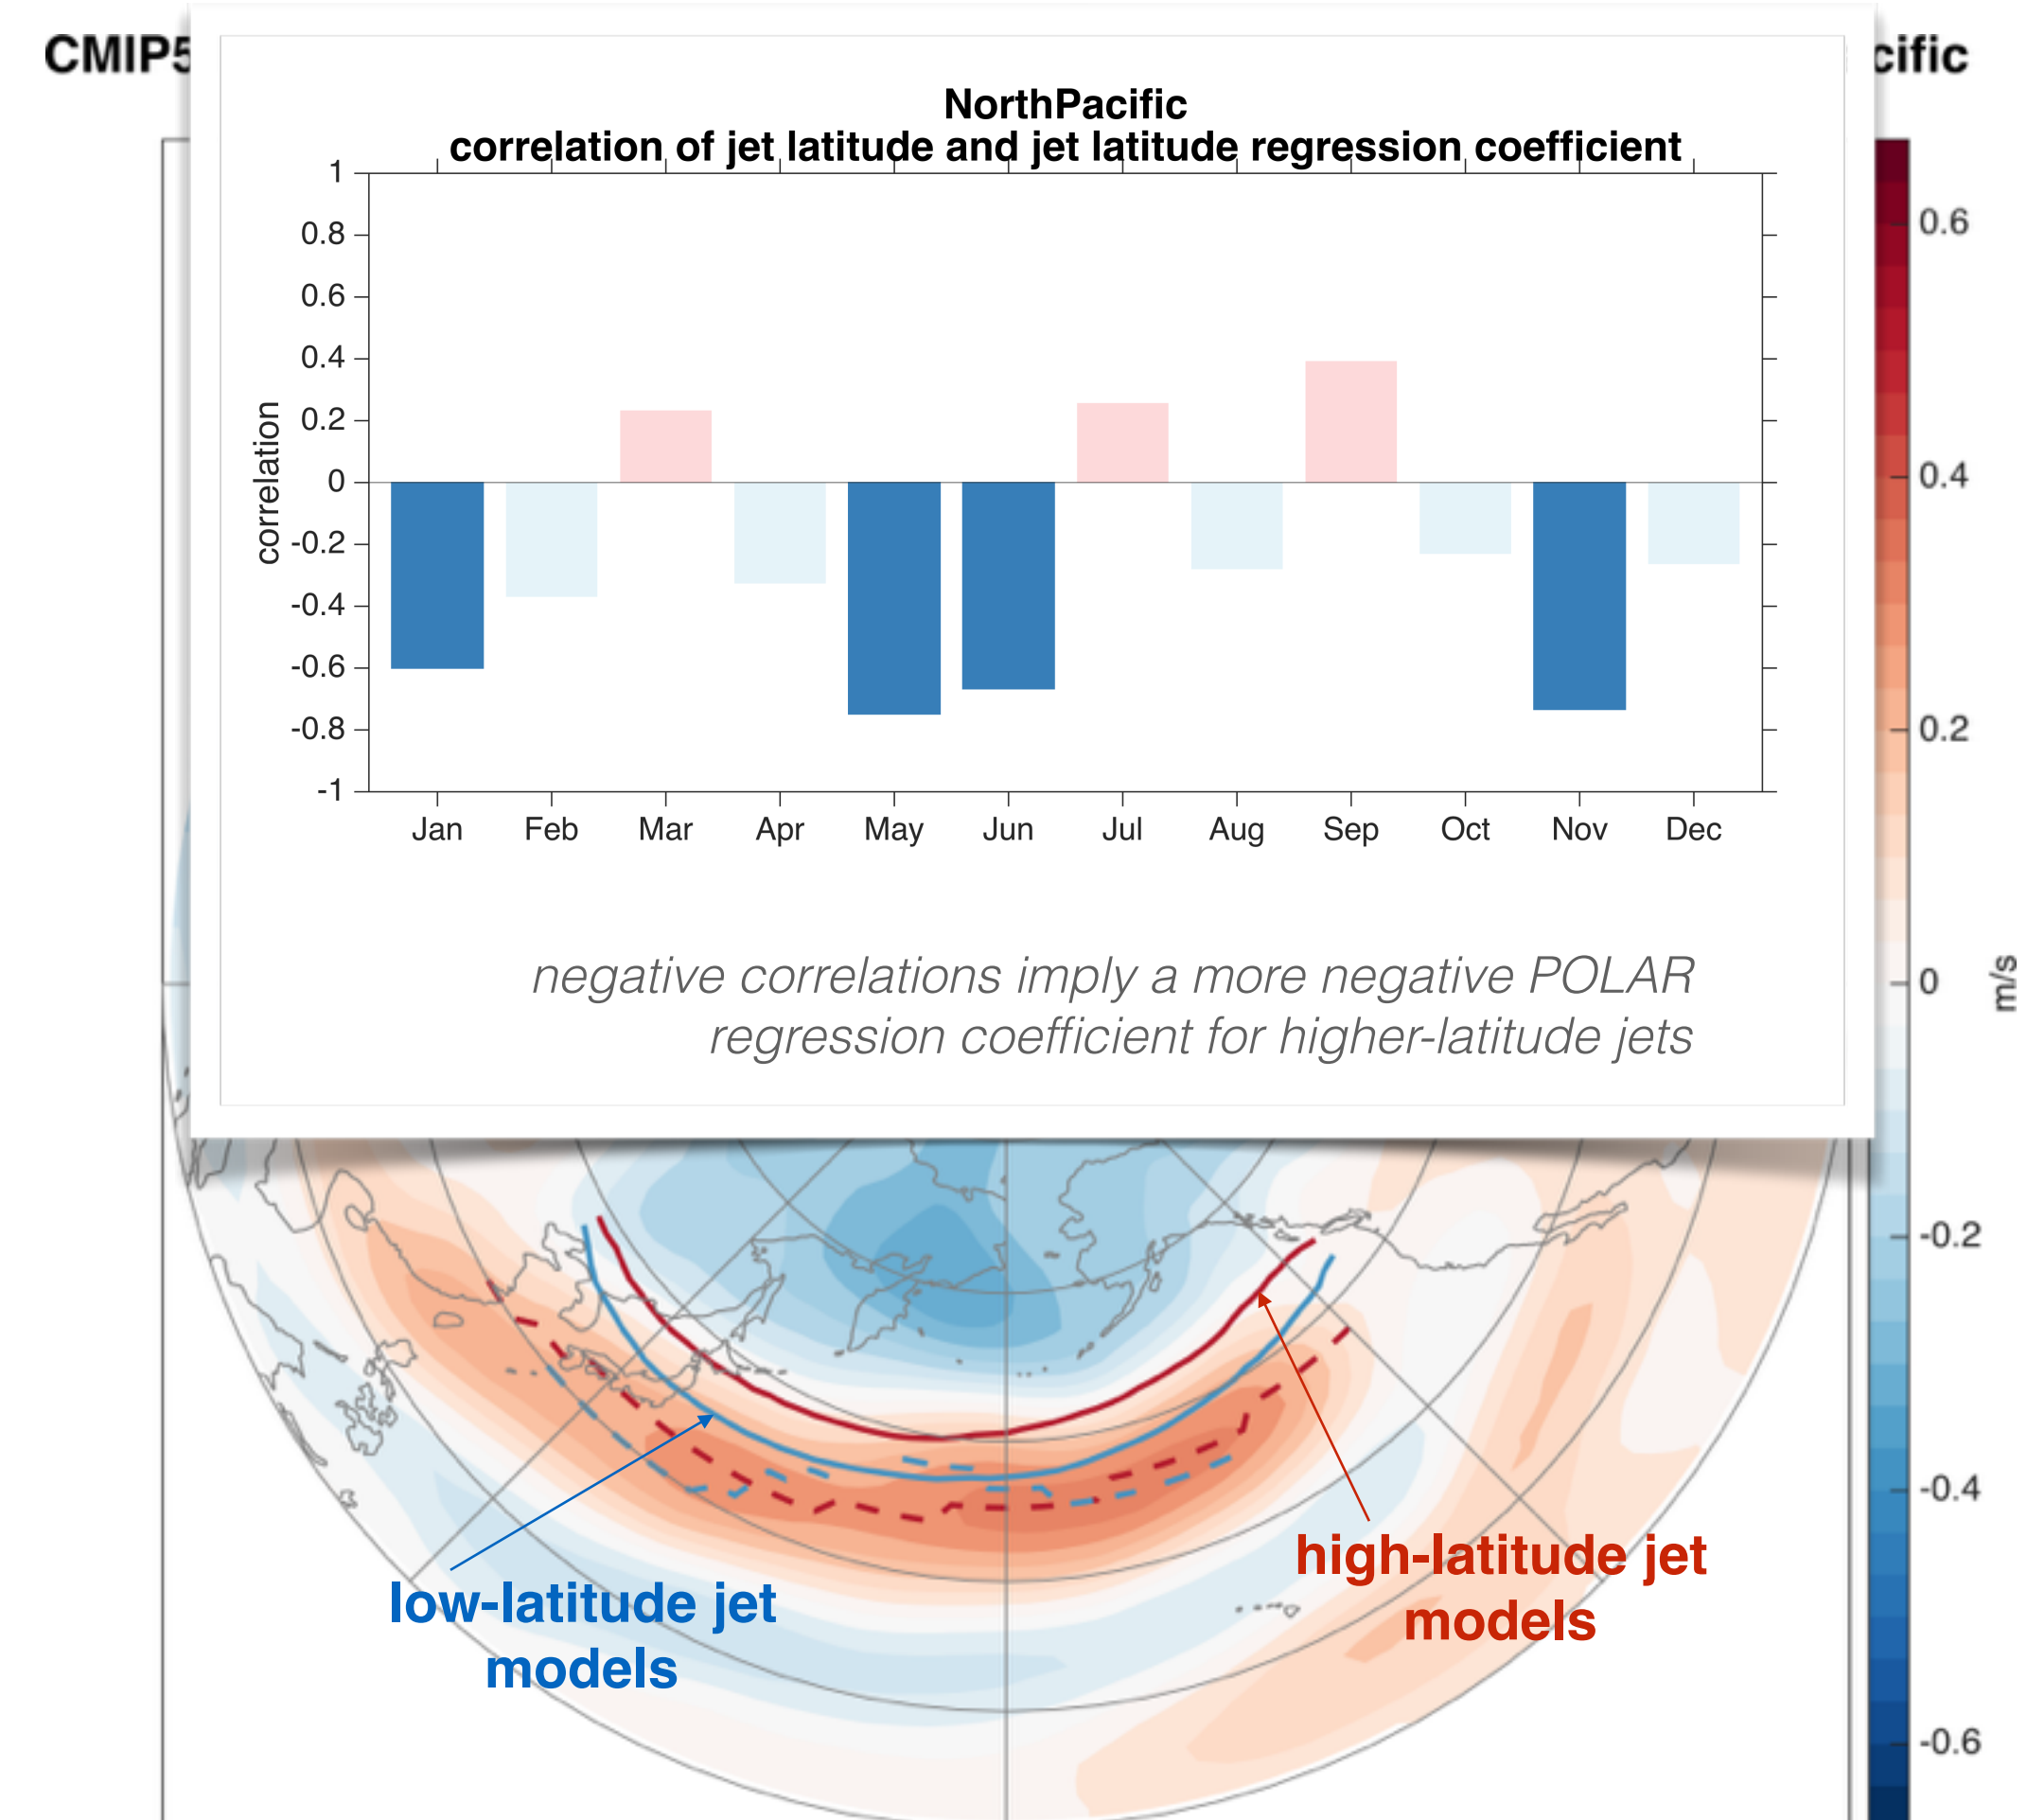 CMIP5
cific
NorthPacific
correlation of jet latitude and jet latitude regression coefficient
1
0.8
0.6
0.4
0.2
0
-0.2
-0.4
-0.6
-0.8
-1
correlation
Jan Feb Mar Apr May Jun Jul Aug Sep Oct Nov Dec
negative correlations imply a more negative POLAR
regression coefficient for higher-latitude jets
0.6
0.4
0.2
0
-0.2
-0.4
-0.6
m/s
low-latitude jet
models
high-latitude jet
models